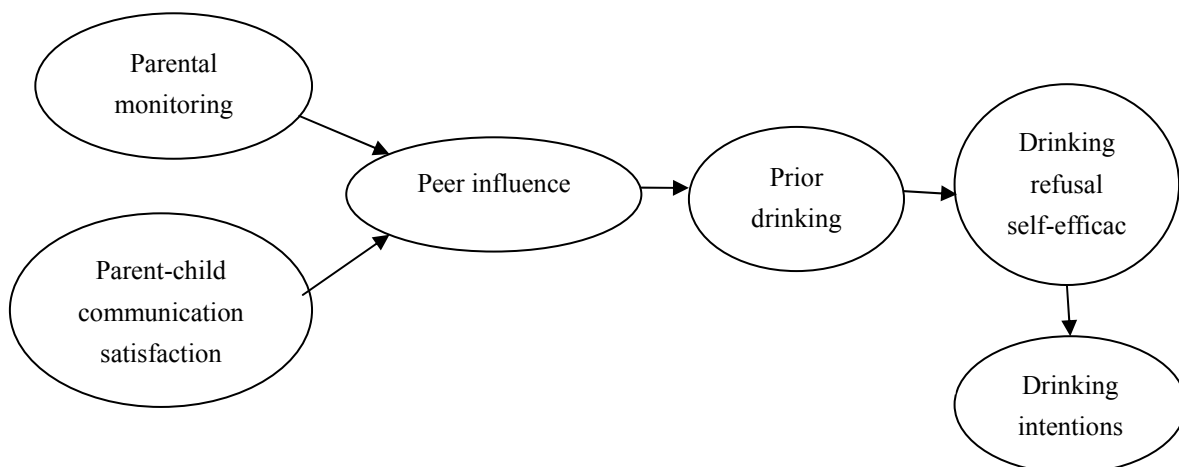 Parental
monitoring
Peer influence
Parent-child
communication
satisfaction
Prior
drinking
Drinking
refusal
self-efficac
Drinking
intentions